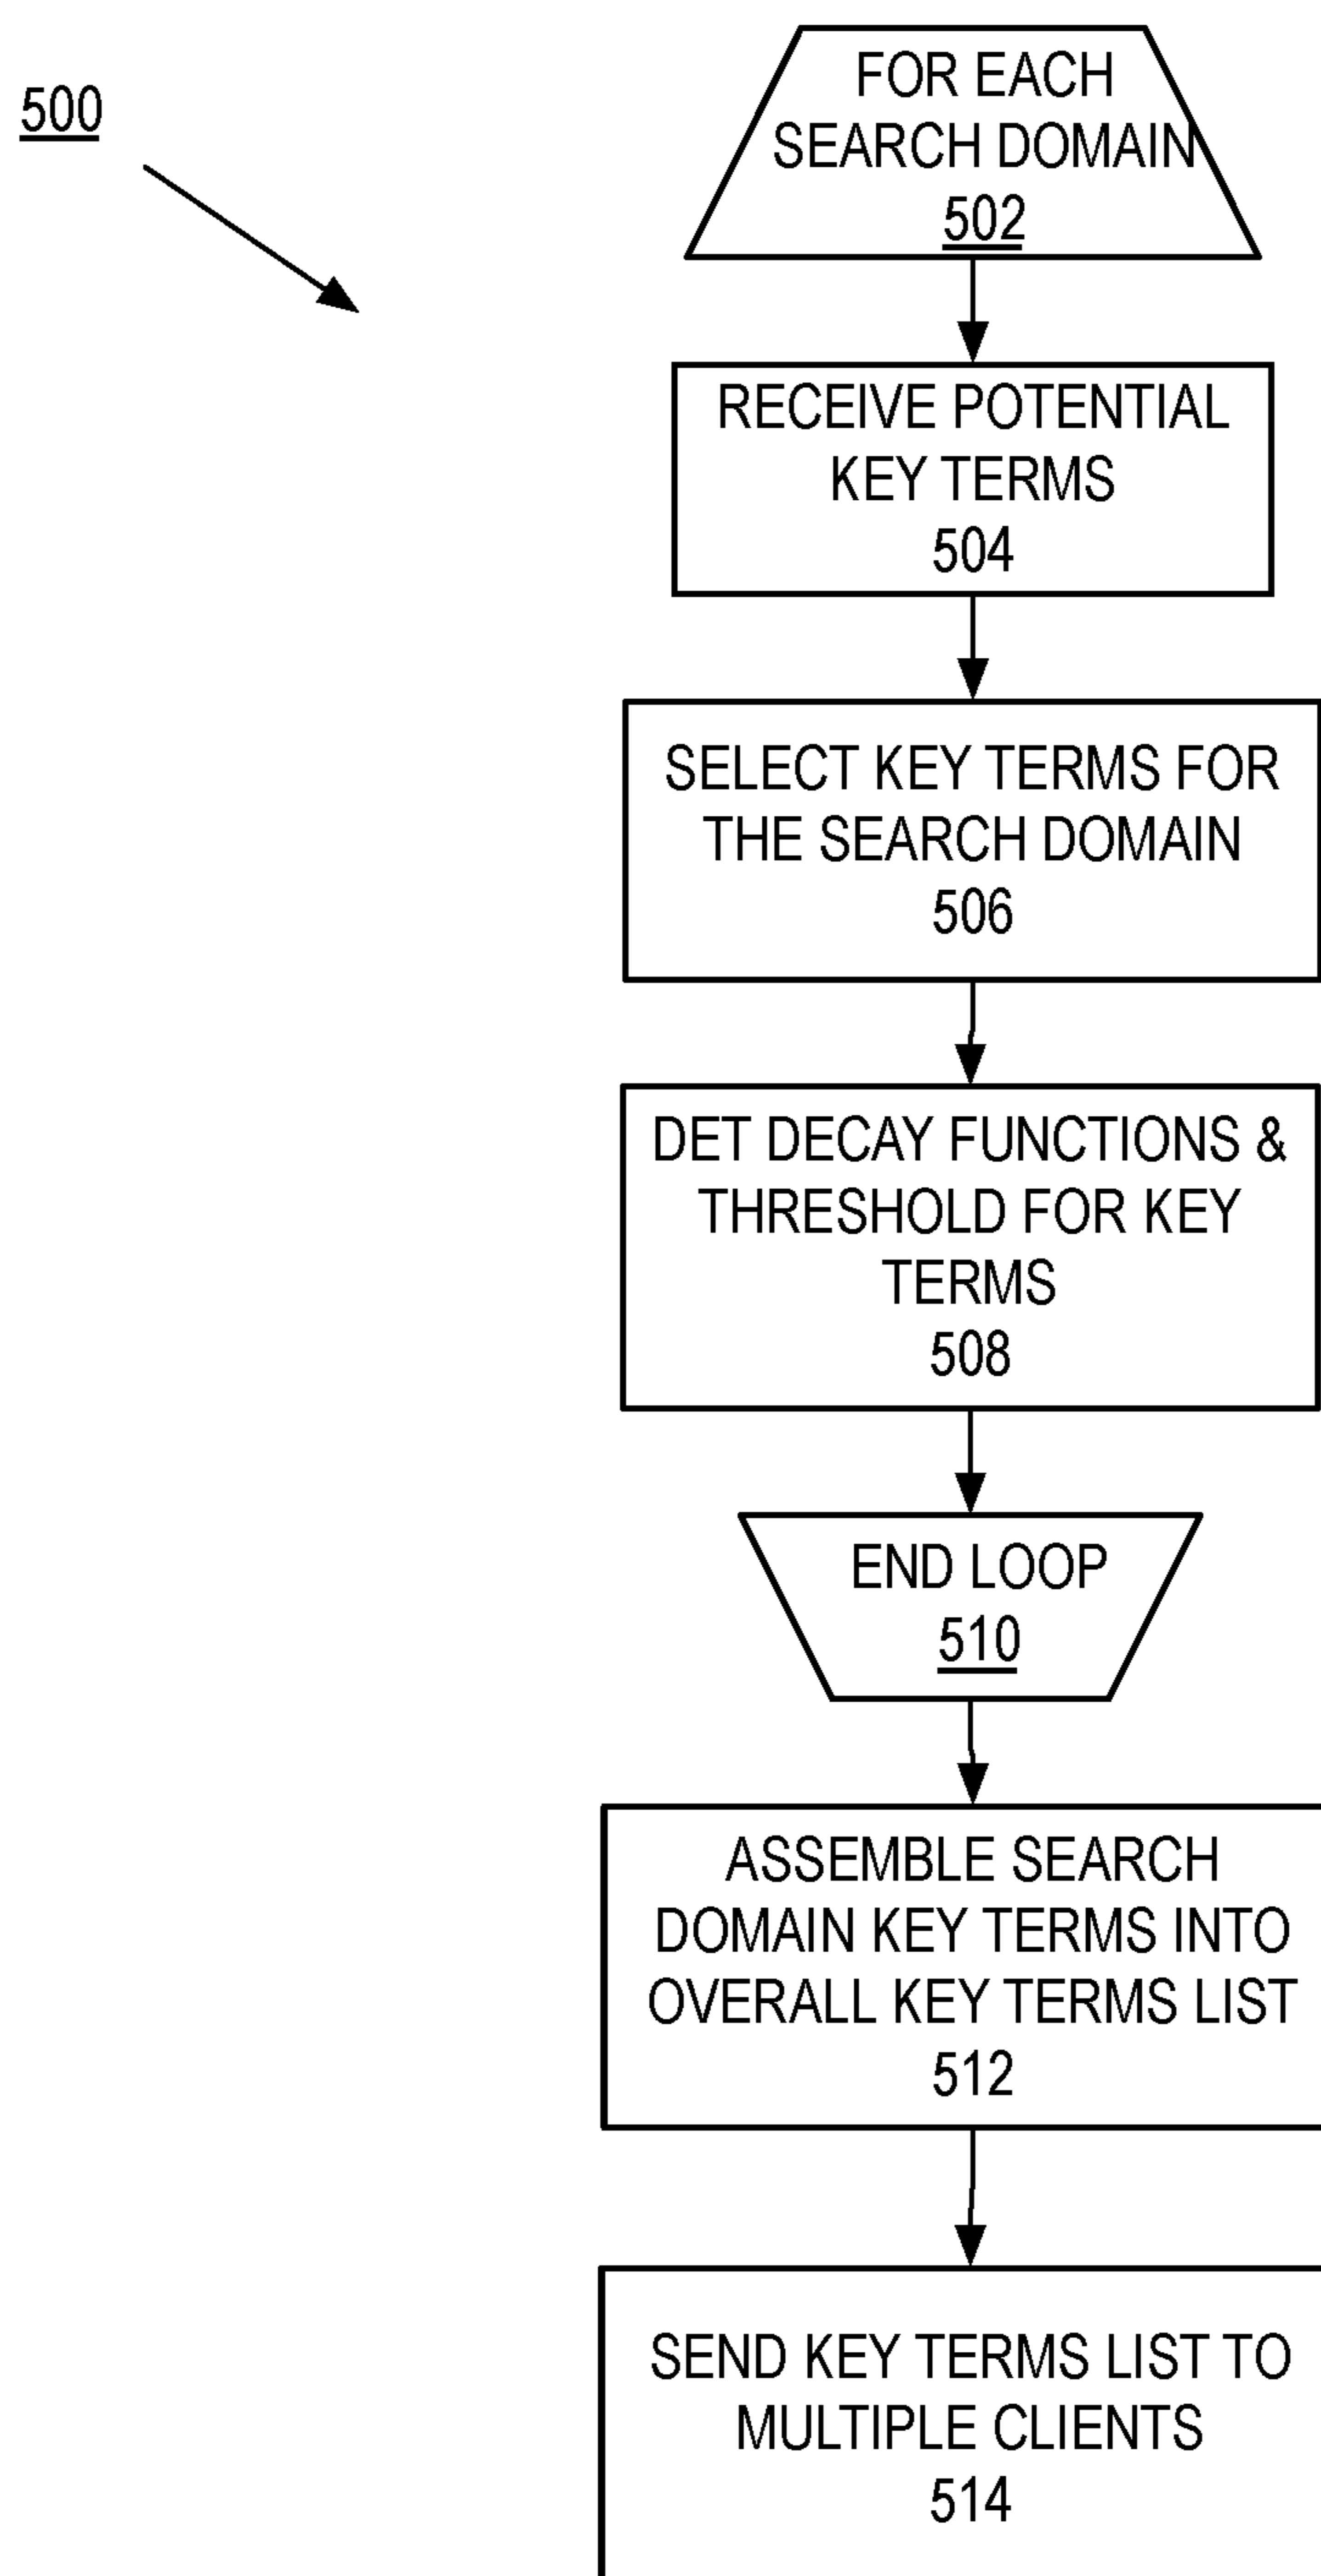 500
FOR EACH
SEARCH DOMAIN
502
RECEIVE POTENTIAL
KEY TERMS
504
SELECT KEY TERMS FOR
THE SEARCH DOMAIN
506
DET DECAY FUNCTIONS &
THRESHOLD FOR KEY
TERMS
508
END LOOP
510
ASSEMBLE SEARCH
DOMAIN KEY TERMS INTO
OVERALL KEY TERMS LIST
512
SEND KEY TERMS LIST TO
MULTIPLE CLIENTS
514